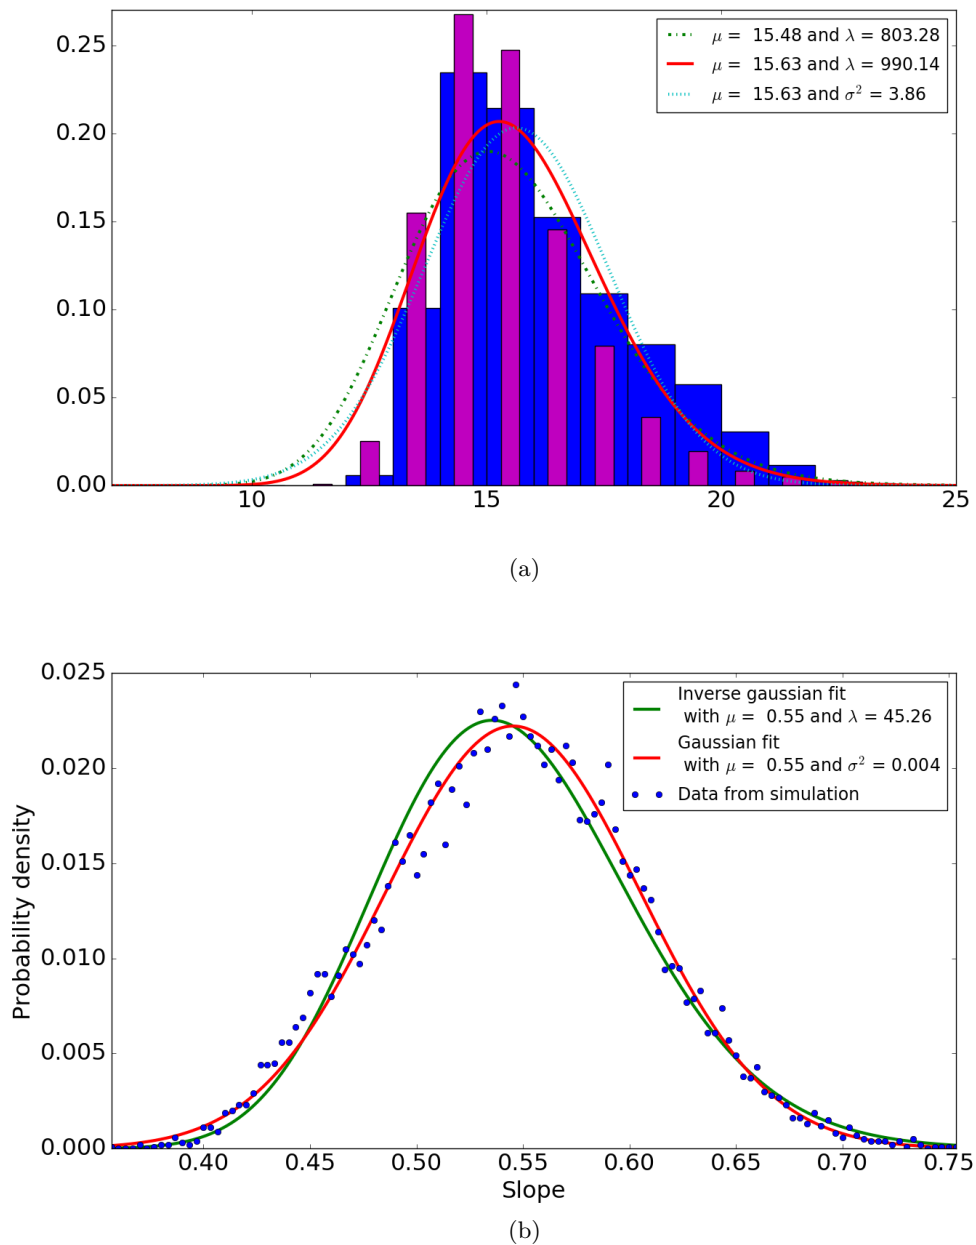 0.25
0.20
0.15
0.10
0.05
0.00
μ = 15.48 and λ = 803.28
μ = 15.63 and λ = 990.14
μ = 15.63 and σ² = 3.86
10 15 20 25
(a)
0.025
0.020
0.015
0.010
0.005
0.000
Probability density
Inverse gaussian fit
with μ = 0.55 and λ = 45.26
Gaussian fit
with μ = 0.55 and σ² = 0.004
Data from simulation
0.40 0.45 0.50 0.55 0.60 0.65 0.70 0.75
Slope
(b)